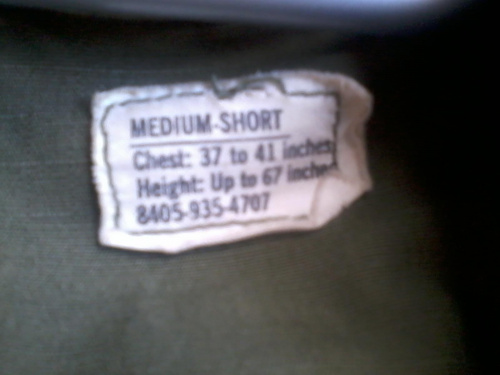 MEDIUM-SHORT
Chest: 37 to 41 inches
Height: Up to 67 inches
8405-935-4707